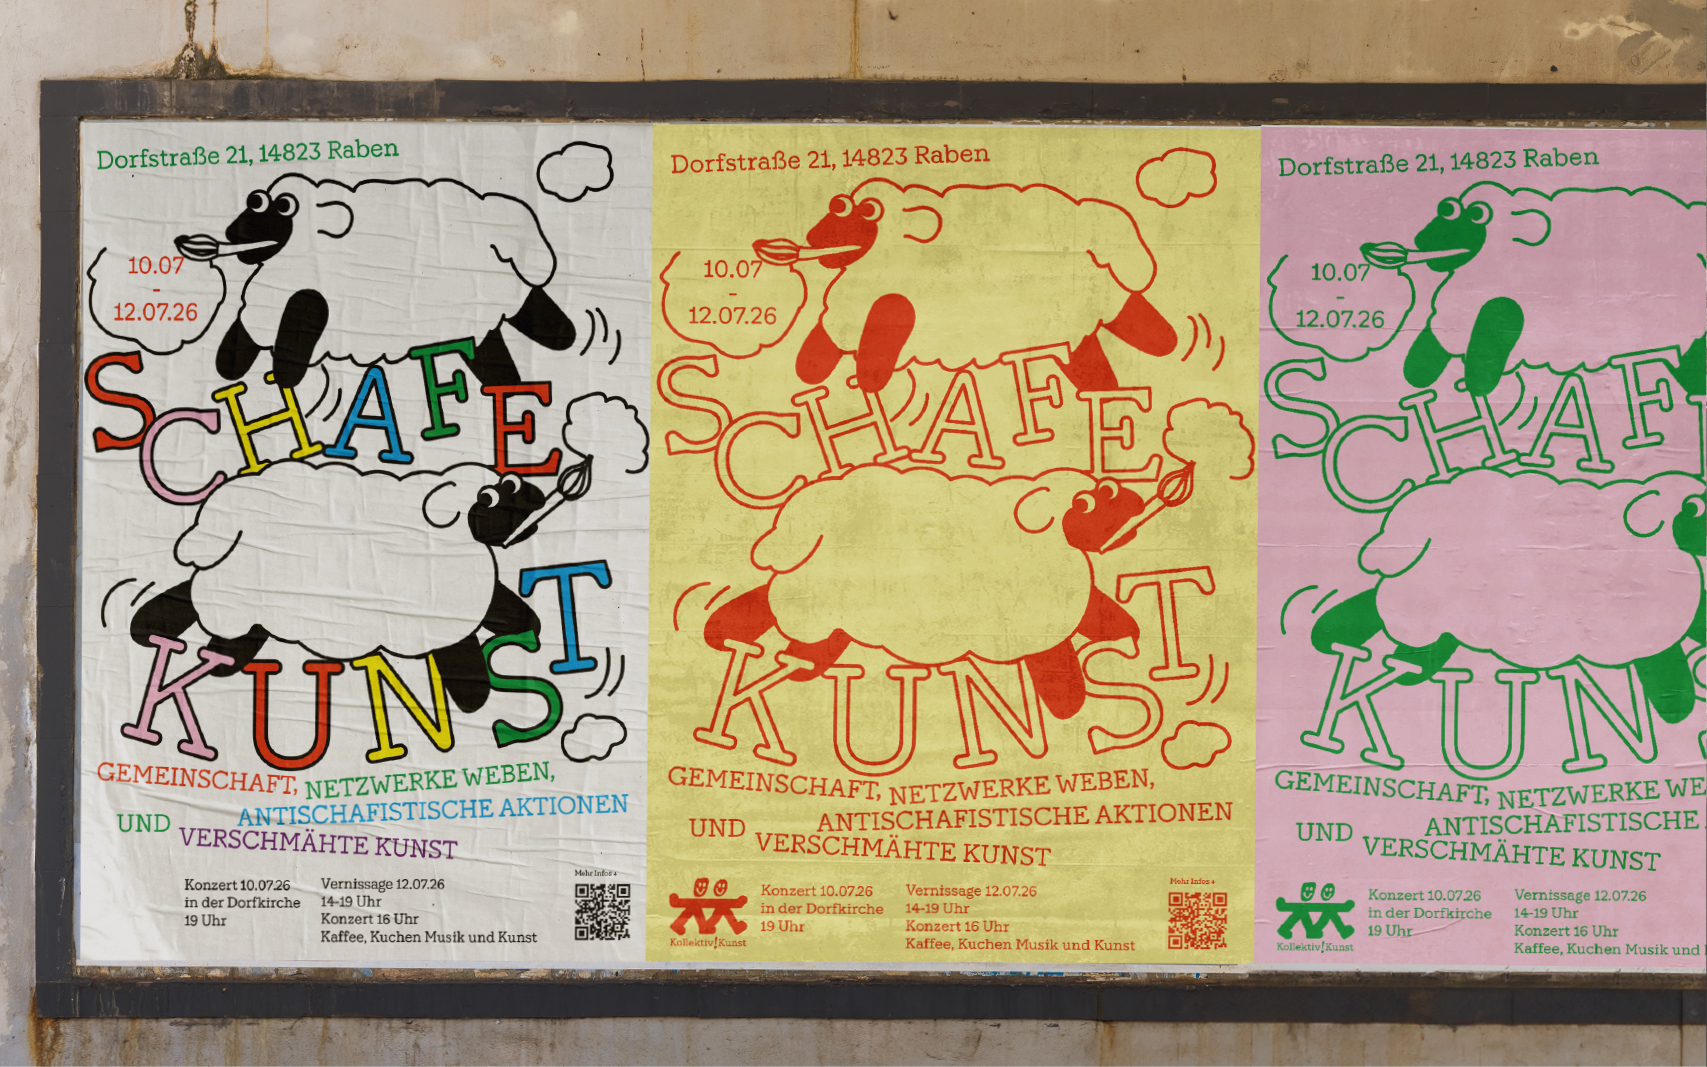 Dorfstraße 21, 14823 Raben
10.07
-
12.07.26
SCHAFE
KUNST
GEMEINSCHAFT, NETZWERKE WEBEN,
ANTISCHAFISTISCHE AKTIONEN
UND VERSCHMÄHTE KUNST
Konzert 10.07.26
in der Dorfkirche
19 Uhr
Vernissage 12.07.26
14-19 Uhr
Konzert 16 Uhr
Kaffee, Kuchen Musik und Kunst
Mehr Infos ↓
Dorfstraße 21, 14823 Raben
10.07
-
12.07.26
SCHAFE
KUNST
GEMEINSCHAFT, NETZWERKE WEBEN,
ANTISCHAFISTISCHE AKTIONEN
UND VERSCHMÄHTE KUNST
Kollektiv!Kunst
Konzert 10.07.26
in der Dorfkirche
19 Uhr
Vernissage 12.07.26
14-19 Uhr
Konzert 16 Uhr
Kaffee, Kuchen Musik und Kunst
Mehr Infos ↓
Dorfstraße 21, 14823 Raben
10.07
-
12.07.26
SCHAF
KUNS
GEMEINSCHAFT, NETZWERKE WE
ANTISCHAFISTISCHE
UND VERSCHMÄHTE KUNST
Kollektiv!Kunst
Konzert 10.07.26
in der Dorfkirche
19 Uhr
Vernissage 12.07.26
14-19 Uhr
Konzert 16 Uhr
Kaffee, Kuchen Musik und